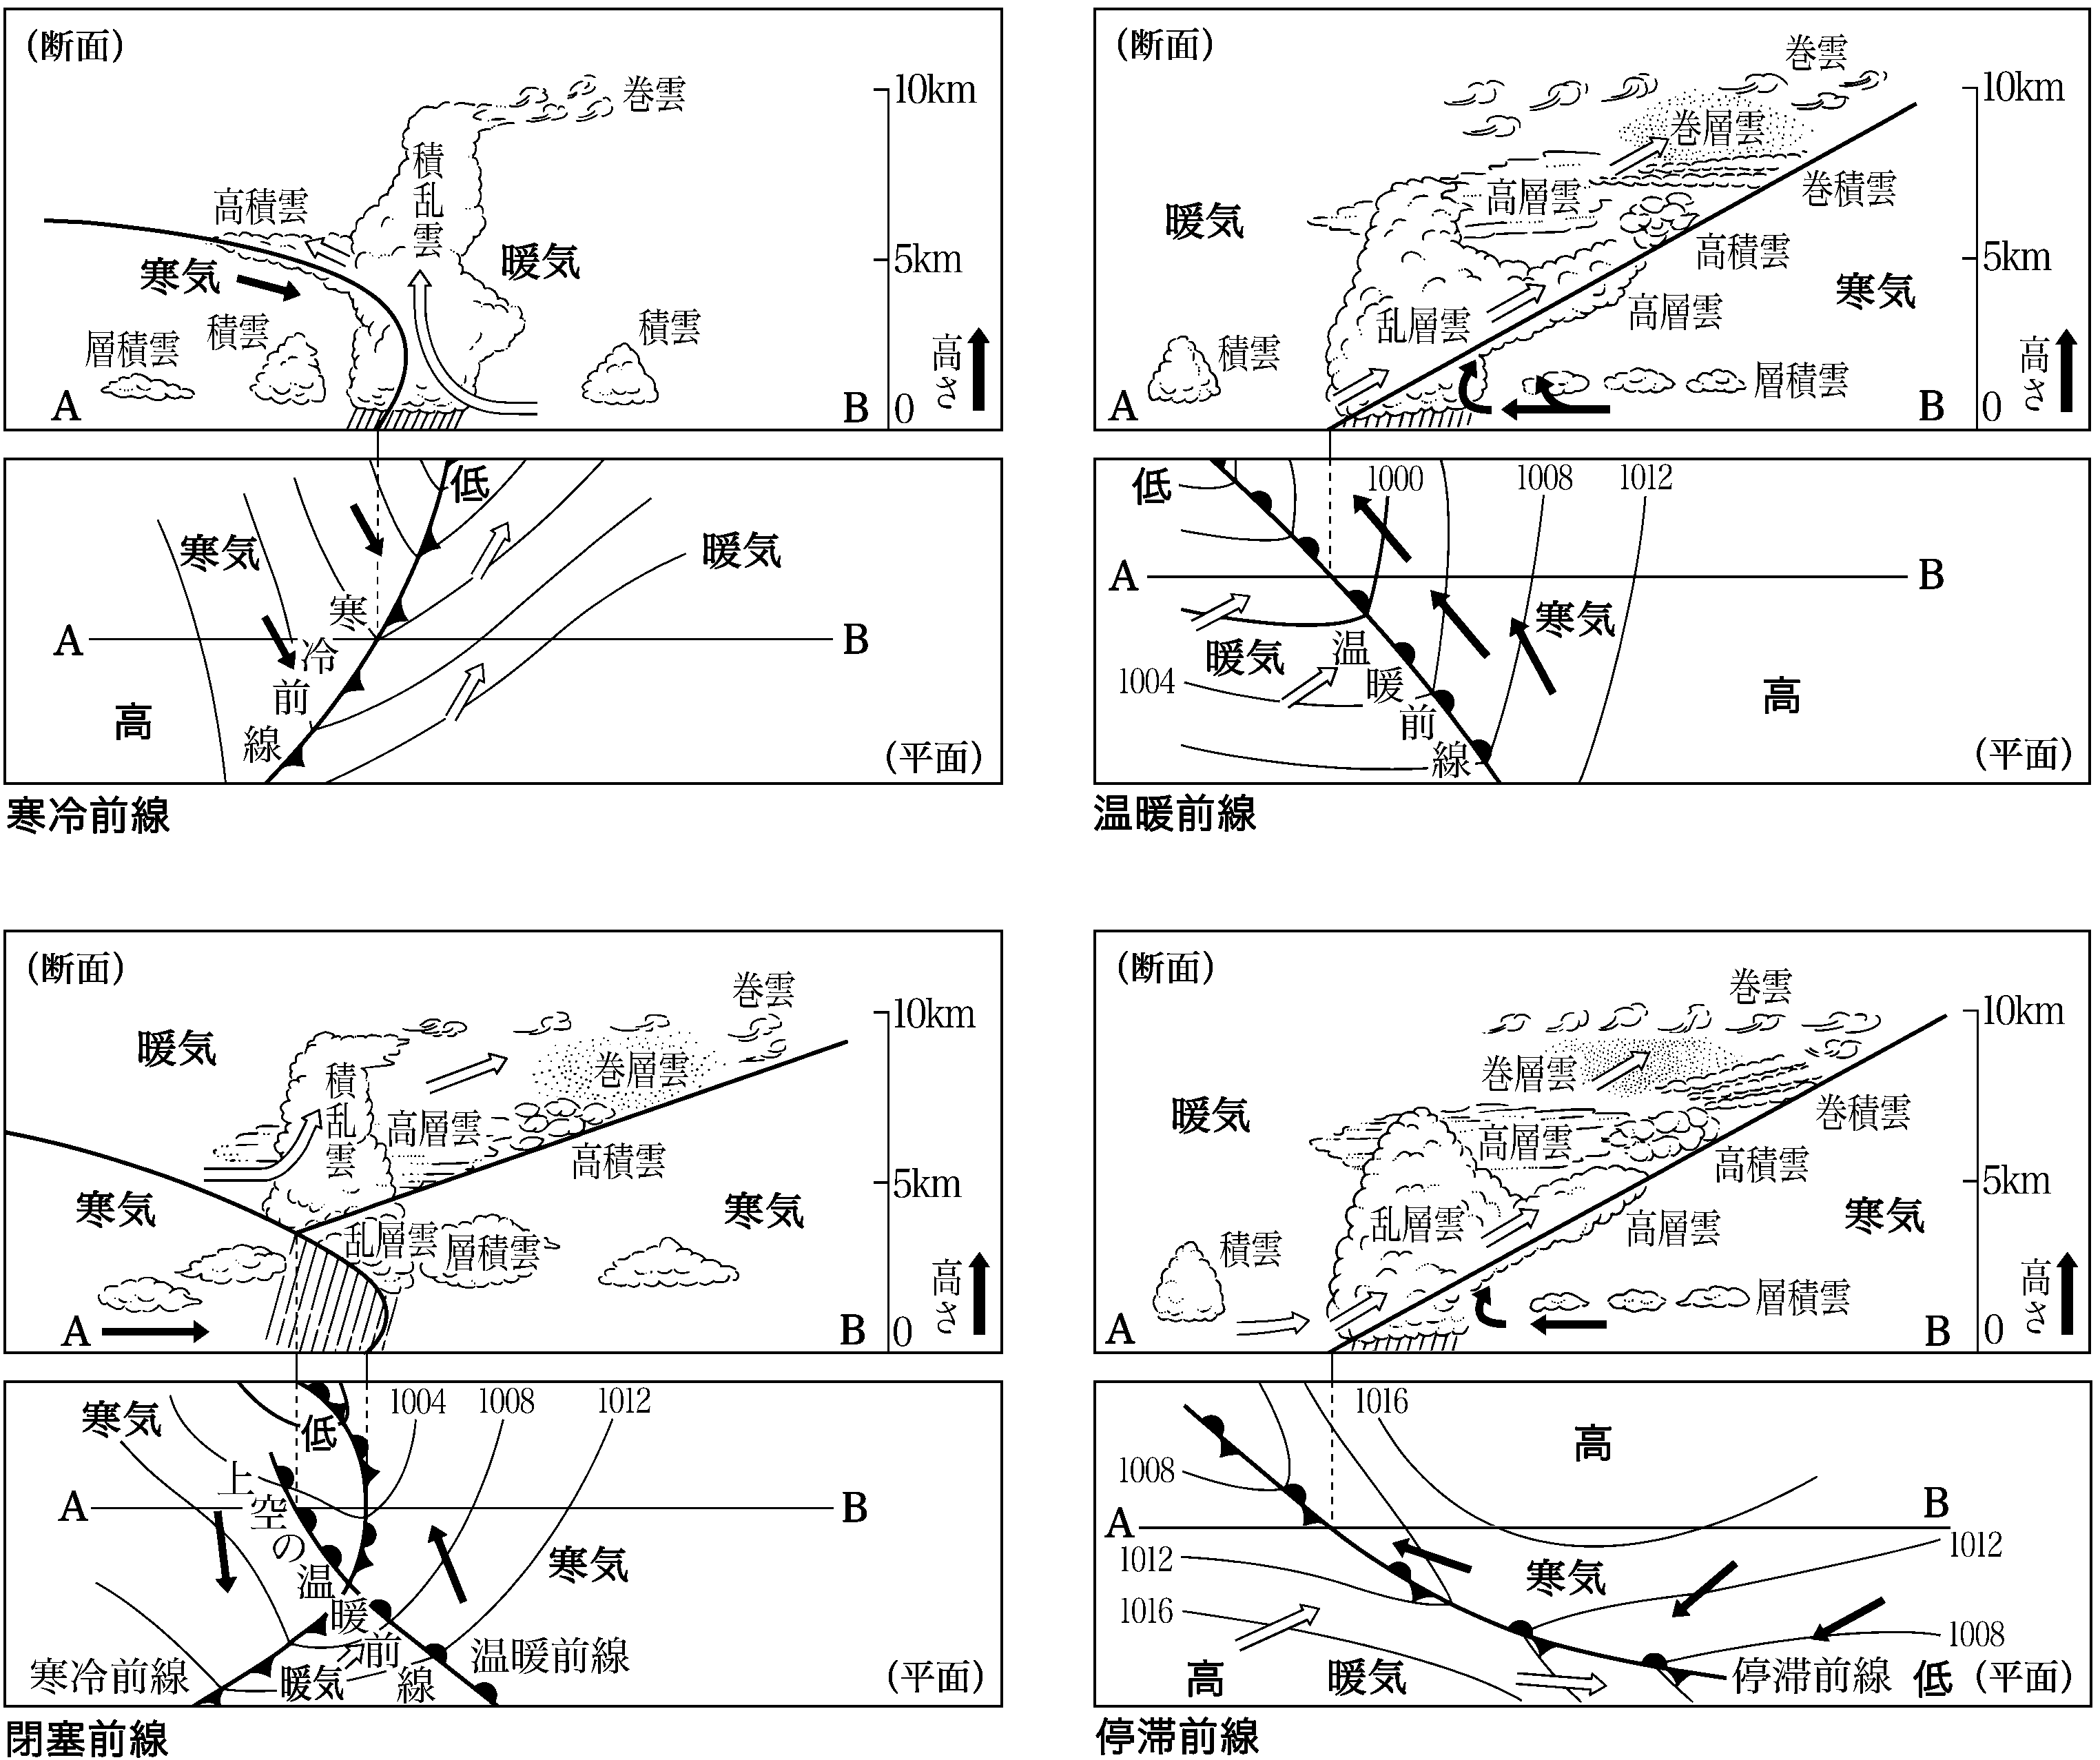 (断面)
巻雲
10km
積乱雲
高積雲
暖気
5km
寒気
積雲
積雲
層積雲
高さ
A
B
0
低
寒気
暖気
A
B
寒冷前線
高
(平面)
寒冷前線
(断面)
巻雲
10km
巻層雲
高層雲
巻積雲
暖気
高積雲
5km
寒気
高層雲
乱層雲
積雲
層積雲
高さ
A
B
0
低
1000
1008
1012
A
B
寒気
暖気
1004
温暖前線
高
(平面)
温暖前線
(断面)
巻雲
10km
暖気
巻層雲
積乱雲
高層雲
高積雲
5km
寒気
寒気
乱層雲
層積雲
高さ
A
B
0
寒気
低
1004
1008
1012
上空の温暖前線
A
B
寒気
寒冷前線
暖気
温暖前線
(平面)
閉塞前線
(断面)
巻雲
10km
巻層雲
暖気
巻積雲
高層雲
高積雲
5km
寒気
乱層雲
高層雲
積雲
層積雲
高さ
A
B
0
1016
高
1008
B
A
1012
1012
寒気
1016
1008
高
暖気
停滞前線
低
(平面)
停滞前線